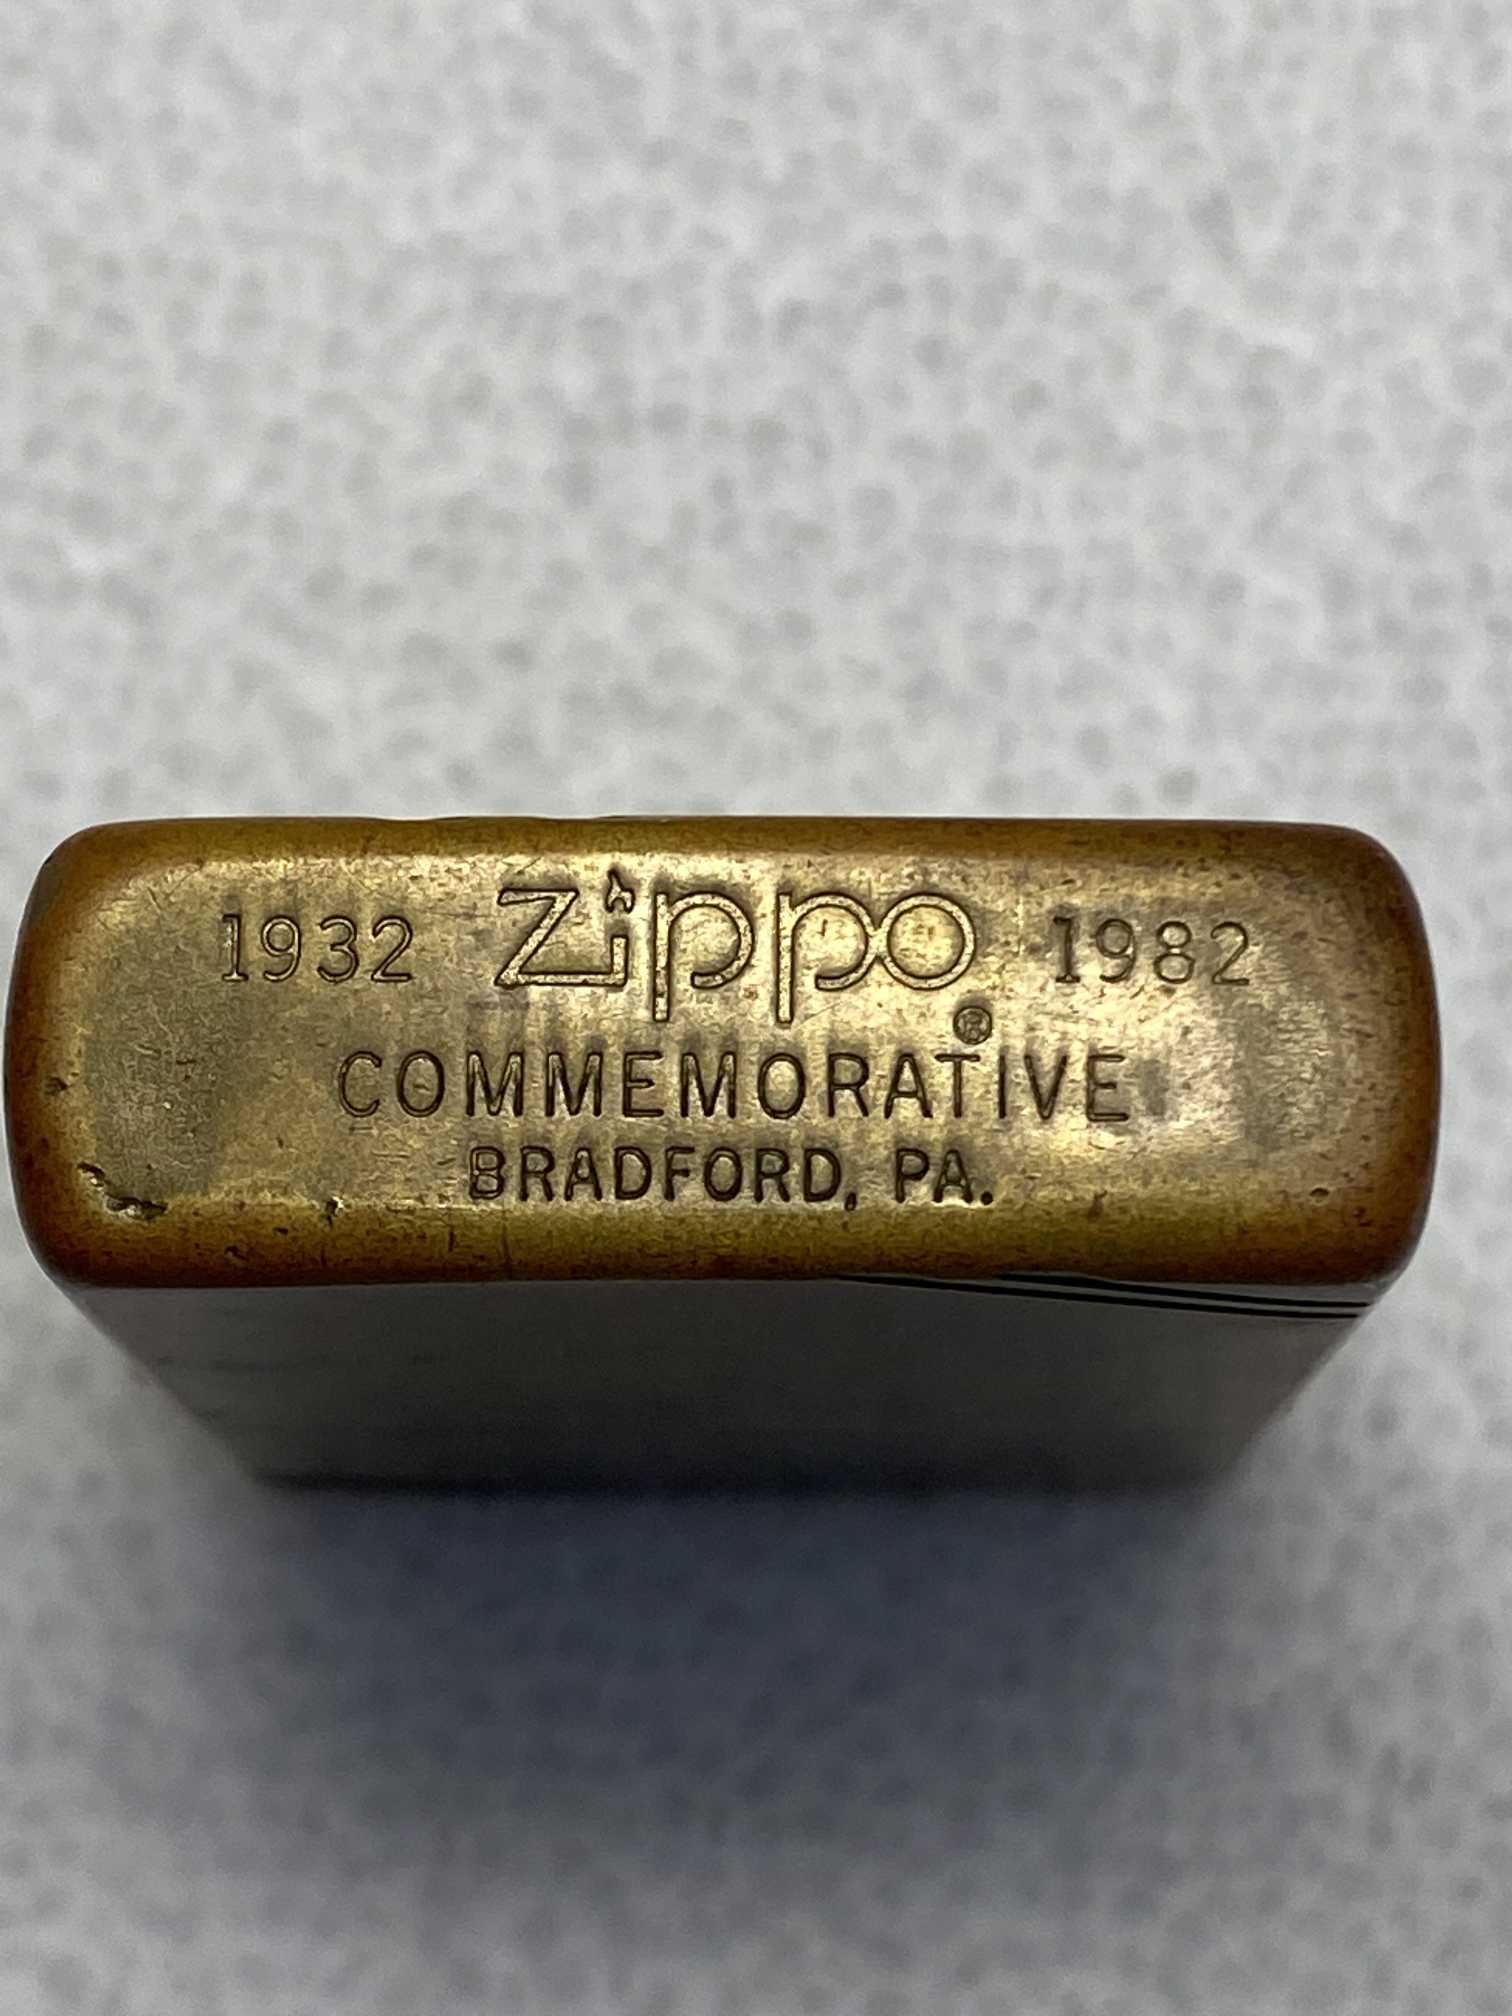 1932 Zippo 1982
®
COMMEMORATIVE
BRADFORD, PA.